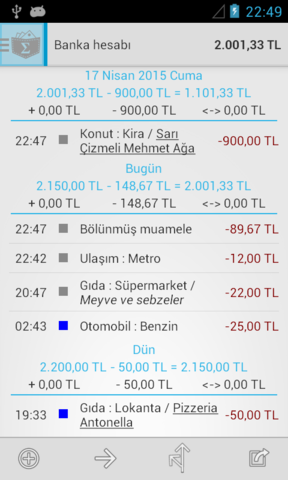 22:49
Banka hesabı 2.001,33 TL
17 Nisan 2015 Cuma
2.001,33 TL - 900,00 TL = 1.101,33 TL
+ 0,00 TL - 900,00 TL <-> 0,00 TL
22:47 Konut : Kira / Sarı -900,00 TL
Çizmeli Mehmet Ağa
Bugün
2.150,00 TL - 148,67 TL = 2.001,33 TL
+ 0,00 TL - 148,67 TL <-> 0,00 TL
22:47 Bölünmüş muamele -89,67 TL
22:42 Ulaşım : Metro -12,00 TL
20:47 Gıda : Süpermarket / -22,00 TL
Meyve ve sebzeler
02:43 Otomobil : Benzin -25,00 TL
Dün
2.200,00 TL - 50,00 TL = 2.150,00 TL
+ 0,00 TL - 50,00 TL <-> 0,00 TL
19:33 Gıda : Lokanta / Pizzeria -50,00 TL
Antonella